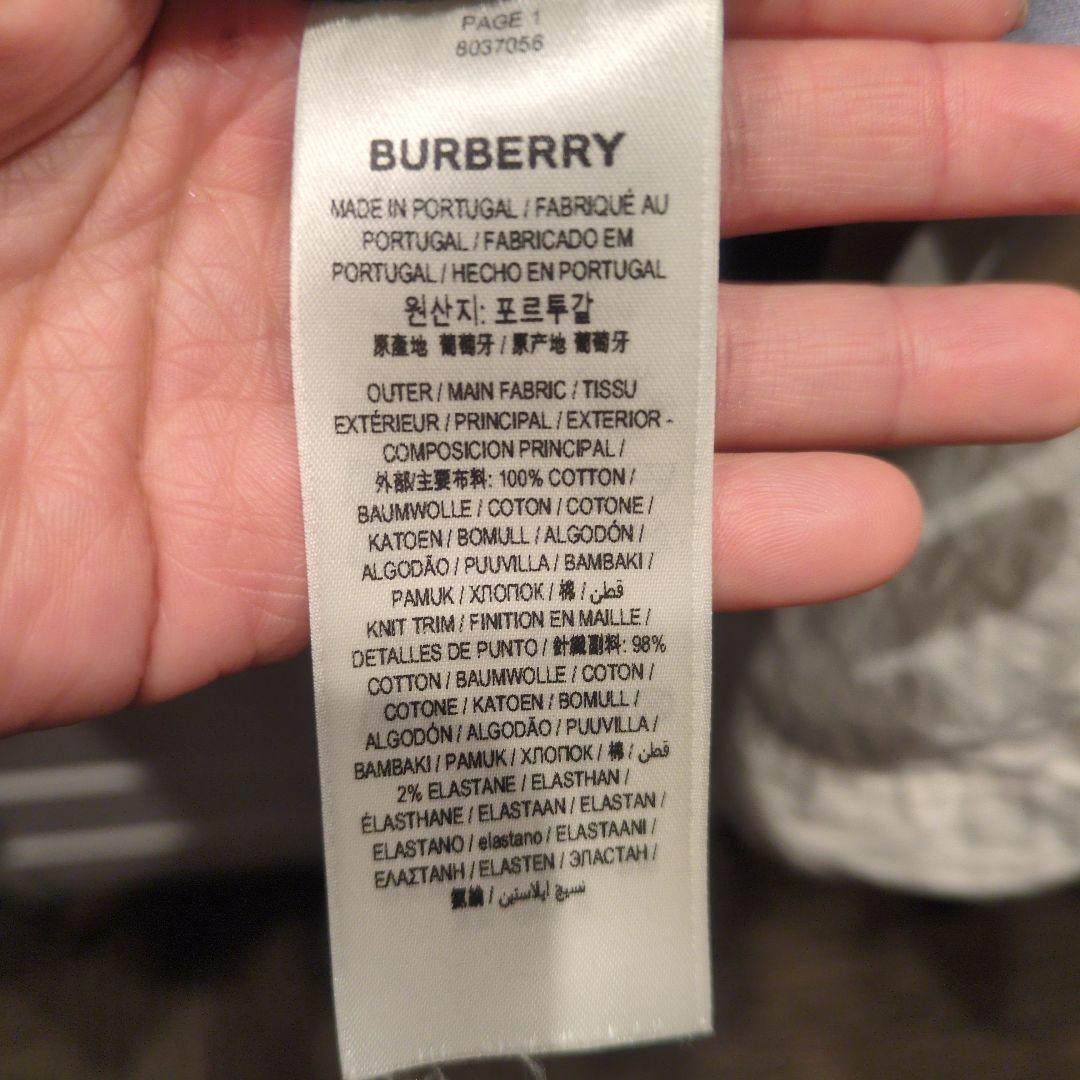 PAGE 1
8037056
BURBERRY
MADE IN PORTUGAL / FABRIQUÉ AU
PORTUGAL / FABRICADO EM
PORTUGAL / HECHO EN PORTUGAL
원산지: 포르투갈
原產地 葡萄牙 / 原产地 葡萄牙
OUTER / MAIN FABRIC / TISSU
EXTÉRIEUR / PRINCIPAL / EXTERIOR -
COMPOSICION PRINCIPAL /
外部/主要布料: 100% COTTON /
BAUMWOLLE / COTON / COTONE /
KATOEN / BOMULL / ALGODÓN /
ALGODÃO / PUUVILLA / BAMBAKI /
PAMUK / ХЛОПОК / 棉 / قطن
KNIT TRIM / FINITION EN MAILLE /
DETALLES DE PUNTO / 針織副料: 98%
COTTON / BAUMWOLLE / COTON /
COTONE / KATOEN / BOMULL /
ALGODÓN / ALGODÃO / PUUVILLA /
BAMBAKI / PAMUK / ХЛОПОК / 棉 / قطن
2% ELASTANE / ELASTHAN /
ÉLASTHANE / ELASTAAN / ELASTAN /
ELASTANO / elastano / ELASTAANI /
ΕΛΑΣΤΑΝΗ / ELASTEN / ЭЛАСТАН /
/ نسيج إيلاستين